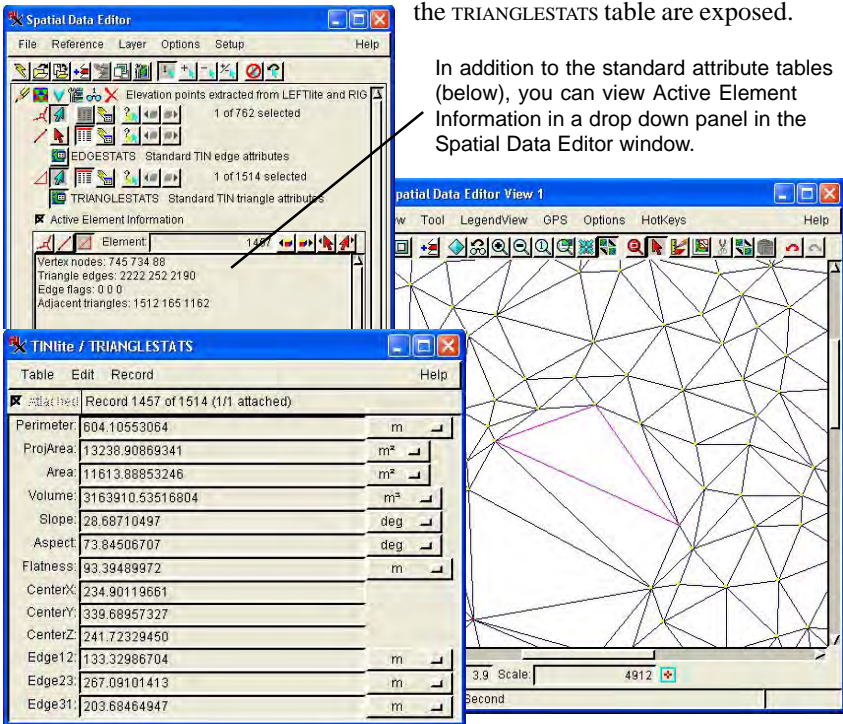 the TRIANGLESTATS table are exposed.
In addition to the standard attribute tables
(below), you can view Active Element
Information in a drop down panel in the
Spatial Data Editor window.
Spatial Data Editor
File Reference Layer Options Setup Help
Elevation points extracted from LEFTlite and RIG
1 of 762 selected
EDGESTATS Standard TIN edge attributes
1 of 1514 selected
TRIANGLESTATS Standard TIN triangle attributes
Active Element Information
Element:
Vertex nodes: 745 734 88
Triangle edges: 2222 252 2190
Edge flags: 0 0 0
Adjacent triangles: 1512 165 1162
patial Data Editor View 1
w Tool LegendView GPS Options HotKeys Help
TINlite / TRIANGLESTATS
Table Edit Record Help
Attached Record 1457 of 1514 (1/1 attached)
Perimeter: 604.10553064 m
ProjArea: 13238.90869341 m²
Area: 11613.88853246 m²
Volume: 3163910.53516804 m³
Slope: 28.68710497 deg
Aspect: 73.84506707 deg
Flatness: 93.39489972 m
CenterX: 234.90119661
CenterY: 339.68957327
CenterZ: 241.72329450
Edge12: 133.32986704 m
Edge23: 267.09101413 m
Edge31: 203.68464947 m
3.9 Scale: 4912
Second